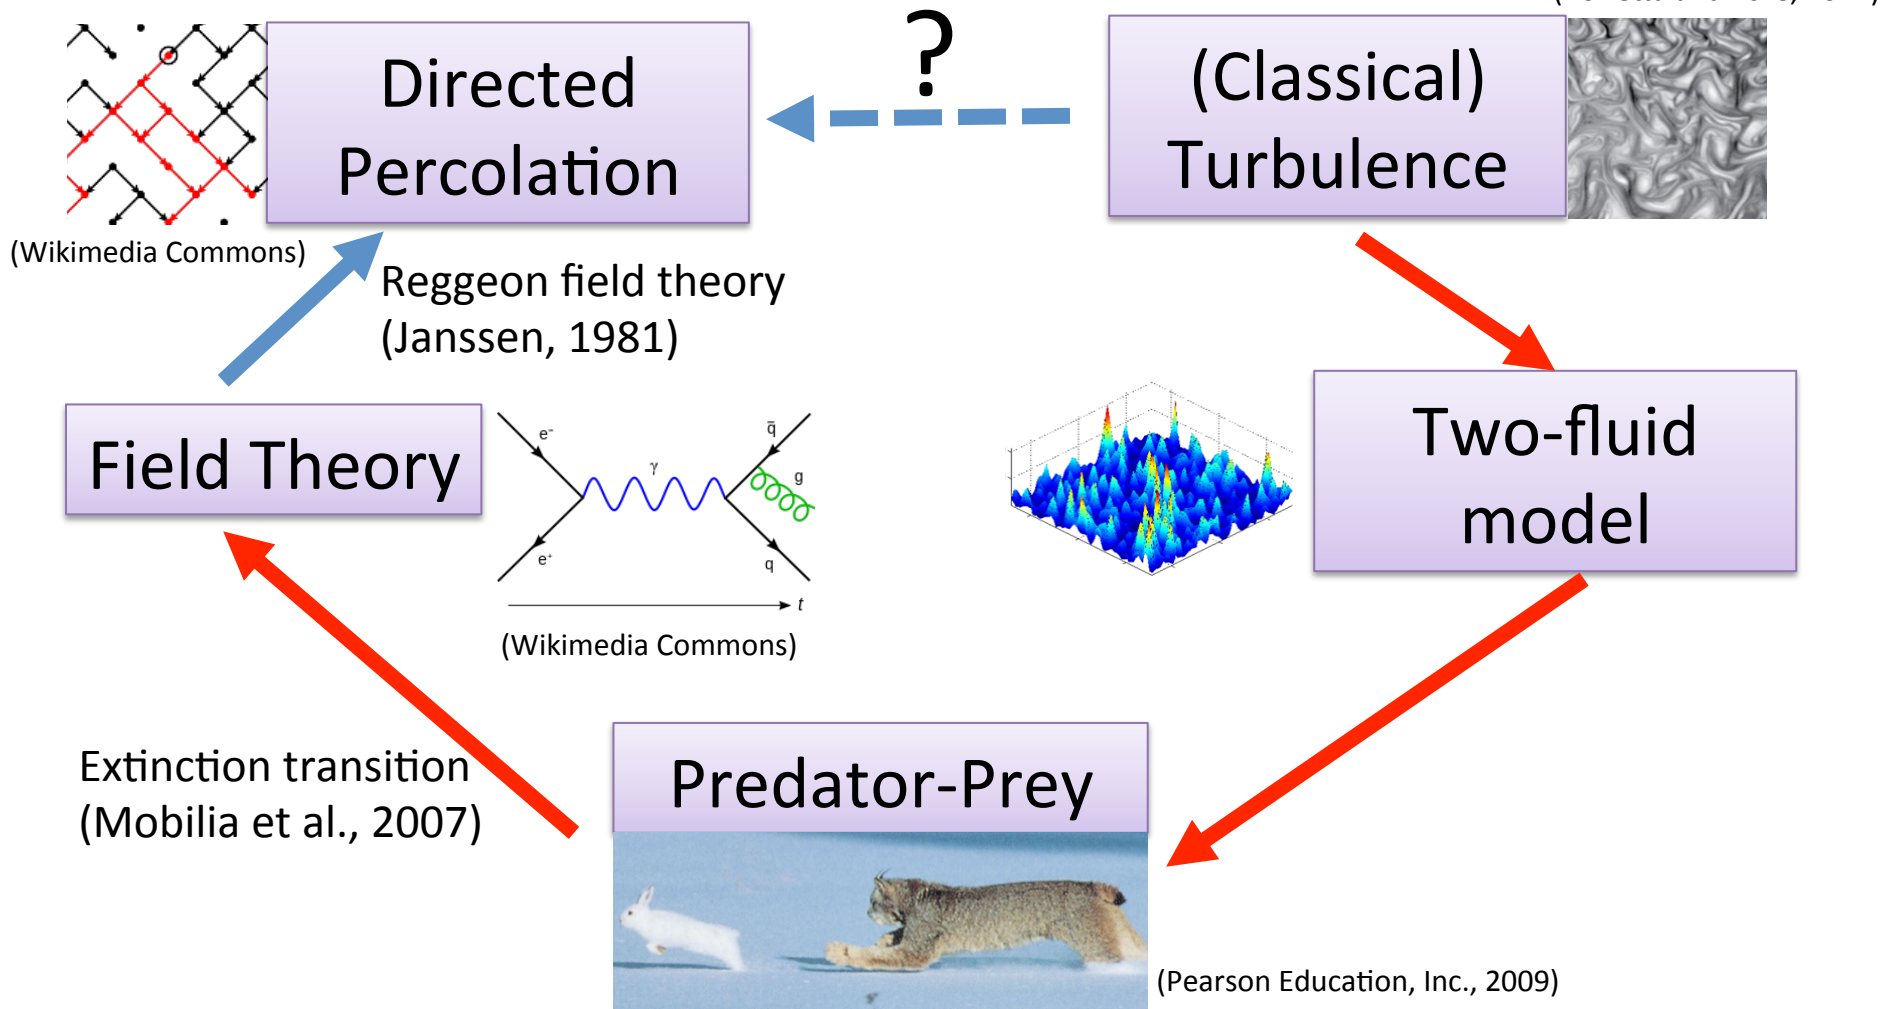 ?
Directed
Percolation
(Classical)
Turbulence
(Wikimedia Commons)
Reggeon field theory
(Janssen, 1981)
Field Theory
e⁻
e⁺
γ
q̄
g
q
t
(Wikimedia Commons)
Two-fluid
model
Extinction transition
(Mobilia et al., 2007)
Predator-Prey
(Pearson Education, Inc., 2009)